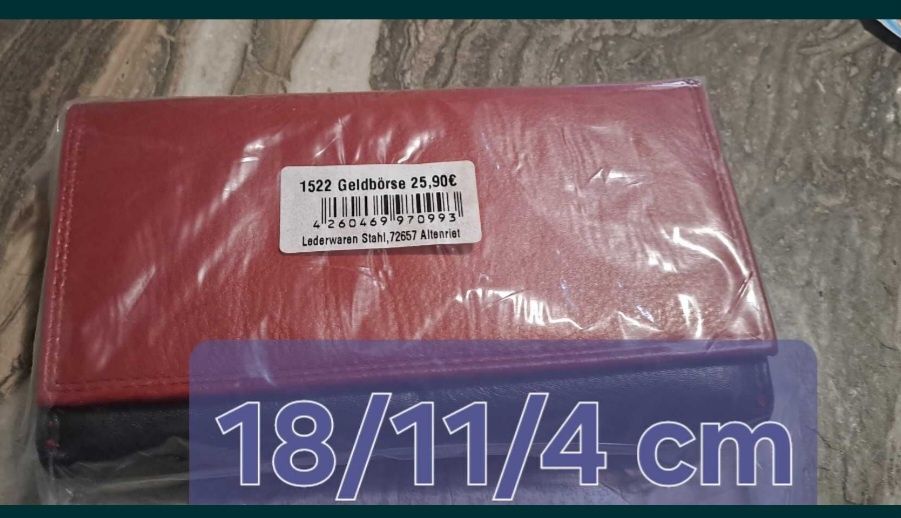 1522 Geldbörse 25,90€
4 260469 970993
Lederwaren Stahl,72657 Altenriet
18/11/4 cm